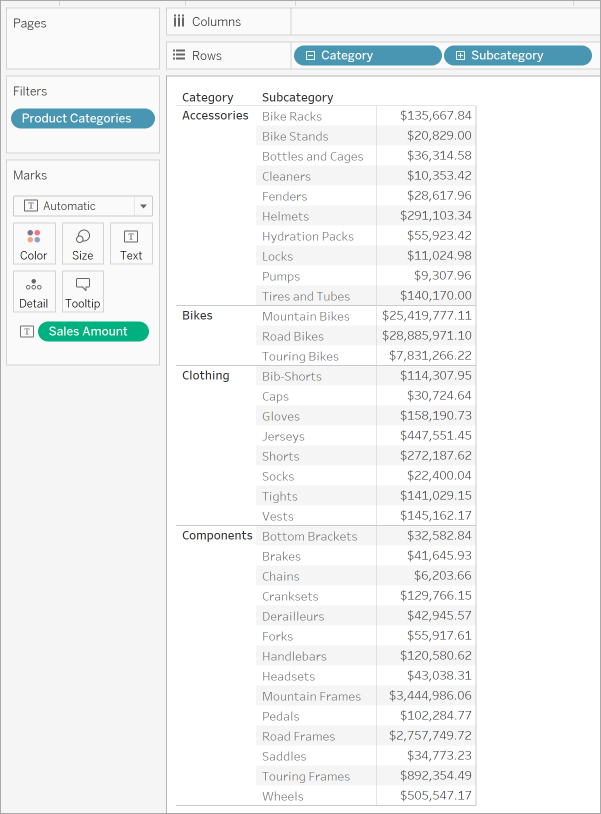 Pages
Columns
Rows
Category
Subcategory
Filters
Product Categories
Marks
Automatic
Color Size Text
Detail Tooltip
Sales Amount
Category Subcategory
Accessories Bike Racks $135,667.84
Bike Stands $20,829.00
Bottles and Cages $36,314.58
Cleaners $10,353.42
Fenders $28,617.96
Helmets $291,103.34
Hydration Packs $55,923.42
Locks $11,024.98
Pumps $9,307.96
Tires and Tubes $140,170.00
Bikes Mountain Bikes $25,419,777.11
Road Bikes $28,885,971.10
Touring Bikes $7,831,266.22
Clothing Bib-Shorts $114,307.95
Caps $30,724.64
Gloves $158,190.73
Jerseys $447,551.45
Shorts $272,187.62
Socks $22,400.04
Tights $141,029.15
Vests $145,162.17
Components Bottom Brackets $32,582.84
Brakes $41,645.93
Chains $6,203.66
Cranksets $129,766.15
Derailleurs $42,945.57
Forks $55,917.61
Handlebars $120,580.62
Headsets $43,038.31
Mountain Frames $3,444,986.06
Pedals $102,284.77
Road Frames $2,757,749.72
Saddles $34,773.23
Touring Frames $892,354.49
Wheels $505,547.17